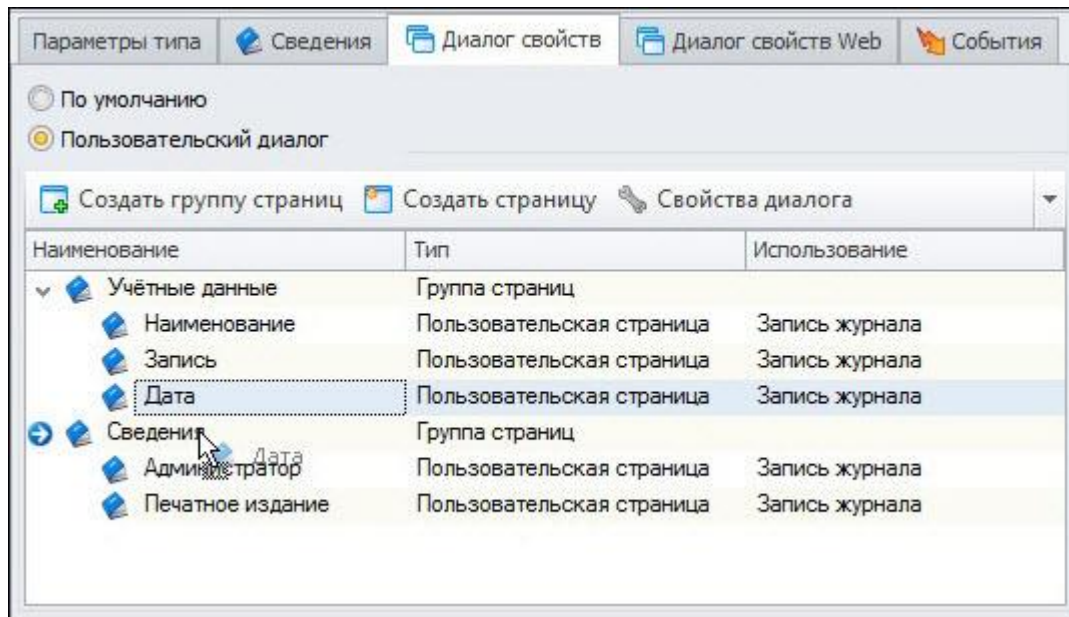 Параметры типа Сведения Диалог свойств Диалог свойств Web События
По умолчанию
Пользовательский диалог
Создать группу страниц Создать страницу Свойства диалога
Наименование Тип Использование
Учётные данные Группа страниц
Наименование Пользовательская страница Запись журнала
Запись Пользовательская страница Запись журнала
Дата Пользовательская страница Запись журнала
Сведения Группа страниц
Дата
Администратор Пользовательская страница Запись журнала
Печатное издание Пользовательская страница Запись журнала